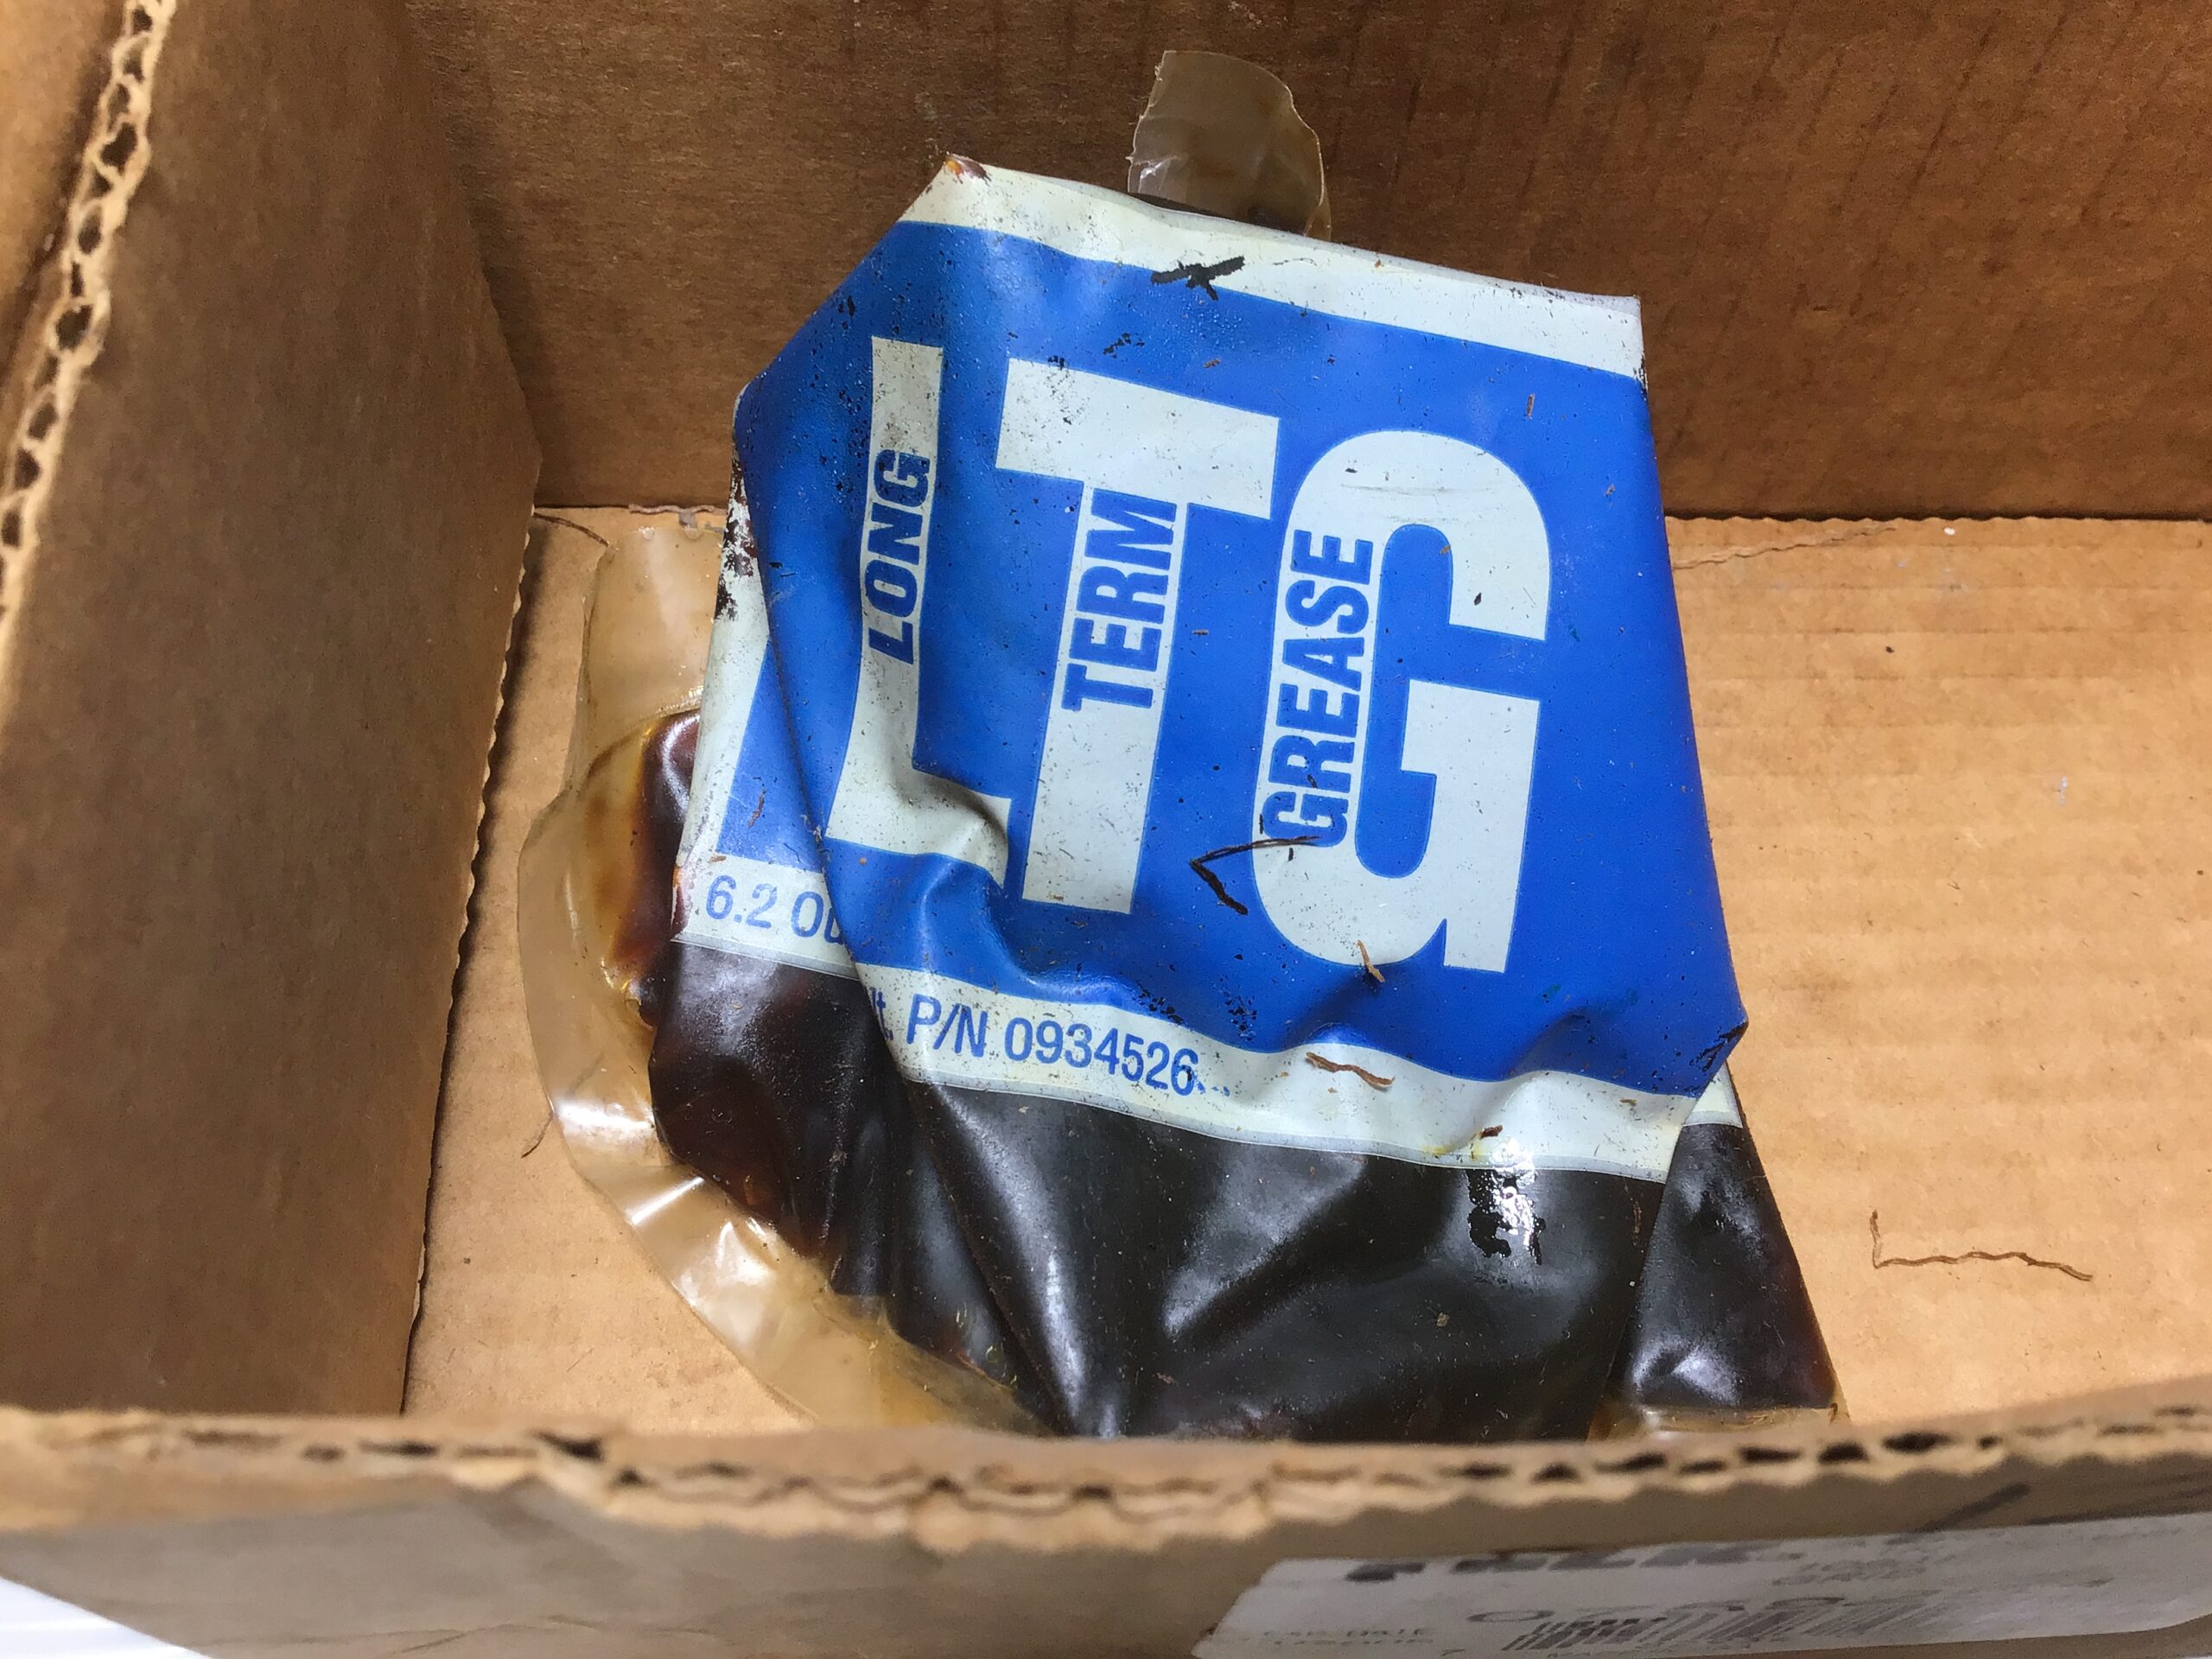 LTG
LONG
TERM
GREASE
6.2
P/N 0934526